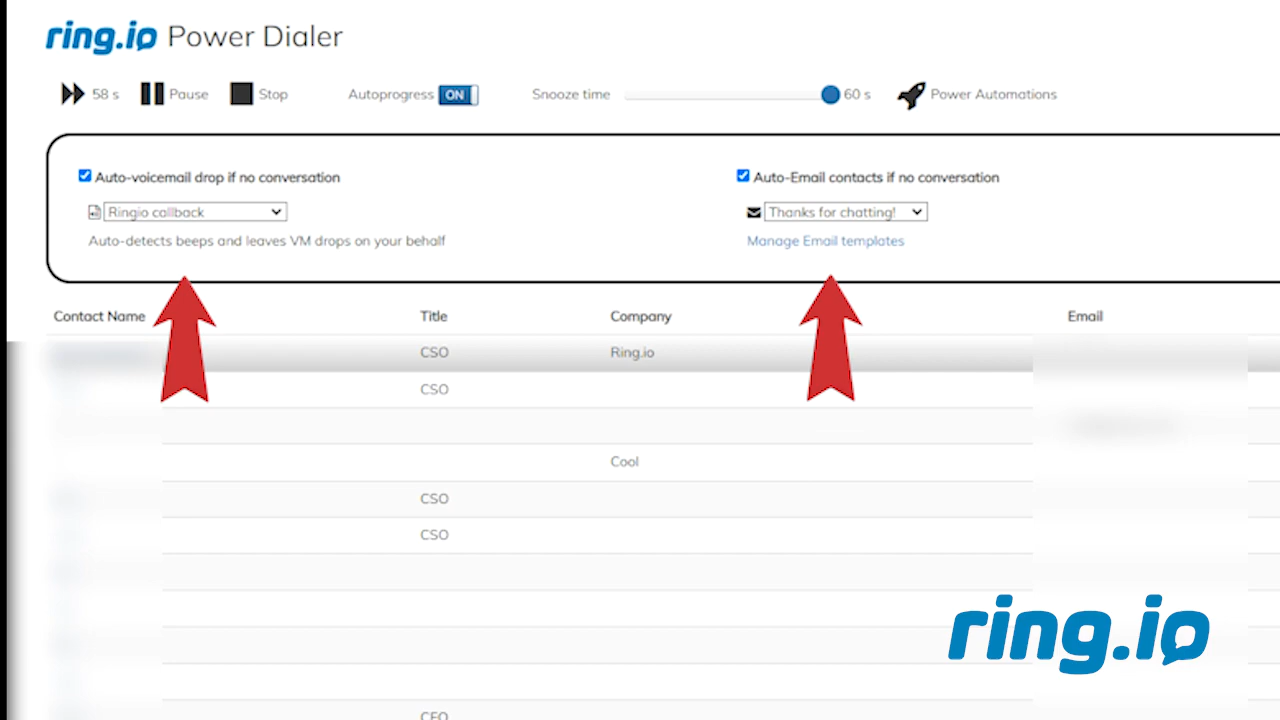 ring.io Power Dialer
58 s Pause Stop Autoprogress ON Snooze time 60 s Power Automations
Auto-voicemail drop if no conversation Auto-Email contacts if no conversation
Ringio callback Thanks for chatting!
Auto-detects beeps and leaves VM drops on your behalf Manage Email templates
Contact Name Title Company Email
CSO Ring.io
CSO
Cool
CSO
CSO
ring.io